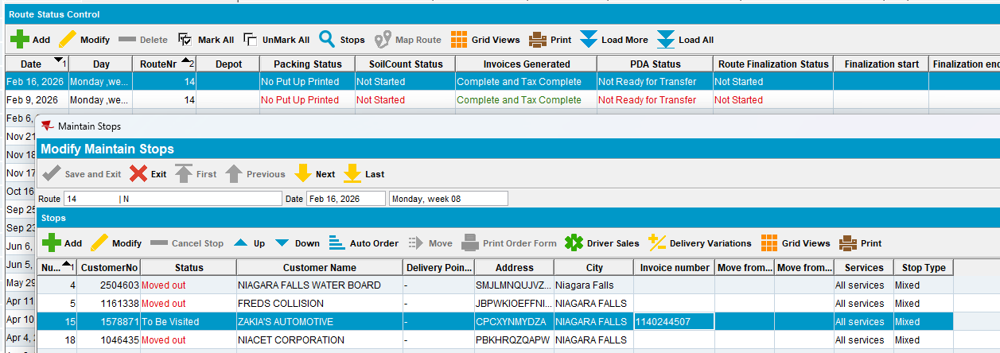 Route Status Control
Add Modify Delete Mark All UnMark All Stops Map Route Grid Views Print Load More Load All
Date 1 Day RouteNr 2 Depot Packing Status SoilCount Status Invoices Generated PDA Status Route Finalization Status Finalization start Finalization end
Feb 16, 2026 Monday ,we... 14 No Put Up Printed Not Started Complete and Tax Complete Not Ready for Transfer Not Started
Feb 9, 2026 Monday ,we... 14 No Put Up Printed Not Started Complete and Tax Complete Not Ready for Transfer Not Started
Feb 6,
Maintain Stops
Nov 21
Modify Maintain Stops
Nov 18
Nov 17
Save and Exit Exit First Previous Next Last
Oct 16
Route 14 | N Date Feb 16, 2026 Monday, week 08
Sep 25
Stops
Sep 23
Jun 6,
Add Modify Cancel Stop Up Down Auto Order Move Print Order Form Driver Sales Delivery Variations Grid Views Print
Jun 5,
Nu... 1 CustomerNo Status Customer Name Delivery Poin... Address City Invoice number Move from... Move from... Services Stop Type
May 29
4 2504603 Moved out NIAGARA FALLS WATER BOARD - SMJLMNQUJVZ... Niagara Falls All services Mixed
Apr 11
5 1161338 Moved out FREDS COLLISION - JBPWKIOEFFNI... NIAGARA FALLS All services Mixed
Apr 10
15 1578871 To Be Visited ZAKIA'S AUTOMOTIVE - CPCXYNMYDZA NIAGARA FALLS 1140244507 All services Mixed
Apr 4,
18 1046435 Moved out NIACET CORPORATION - PBKHRQZQAPW NIAGARA FALLS All services Mixed